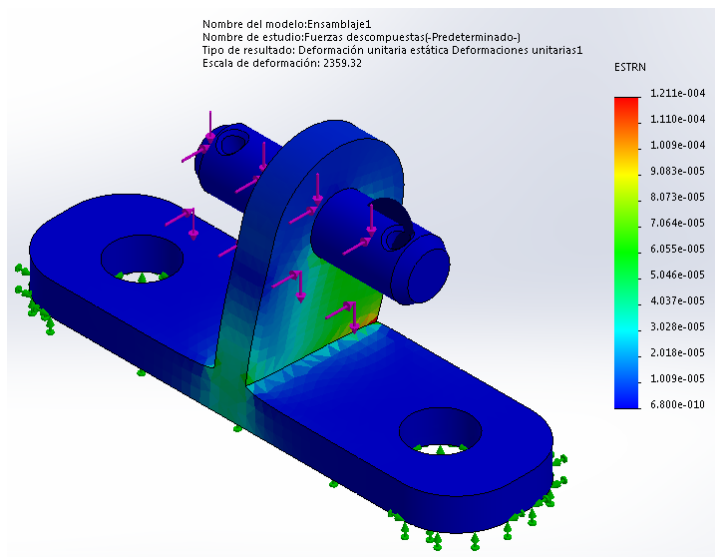 Nombre del modelo:Ensamblaje1
Nombre de estudio:Fuerzas descompuestas(-Predeterminado-)
Tipo de resultado: Deformación unitaria estática Deformaciones unitarias1
Escala de deformación: 2359.32
ESTRN
1.211e-004
1.110e-004
1.009e-004
9.083e-005
8.073e-005
7.064e-005
6.055e-005
5.046e-005
4.037e-005
3.028e-005
2.018e-005
1.009e-005
6.800e-010